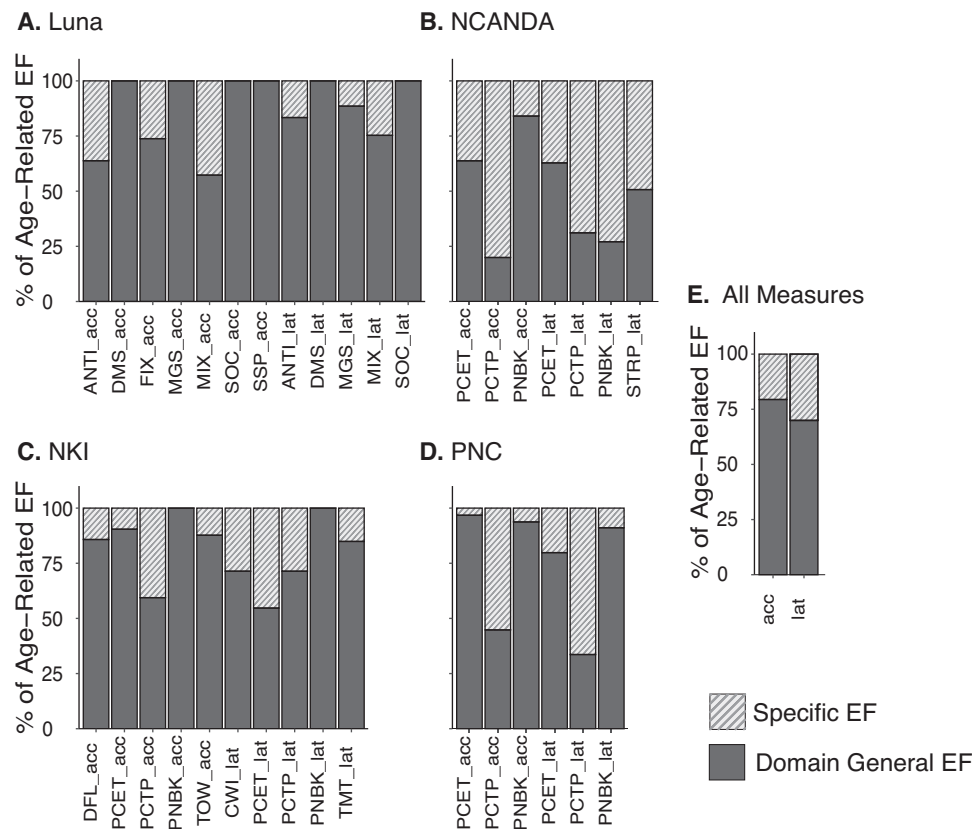 A. Luna
% of Age−Related EF
100
75
50
25
0
ANTI_acc
DMS_acc
FIX_acc
MGS_acc
MIX_acc
SOC_acc
SSP_acc
ANTI_lat
DMS_lat
MGS_lat
MIX_lat
SOC_lat
B. NCANDA
PCET_acc
PCTP_acc
PNBK_acc
PCET_lat
PCTP_lat
PNBK_lat
STRP_lat
C. NKI
% of Age−Related EF
100
75
50
25
0
DFL_acc
PCET_acc
PCTP_acc
PNBK_acc
TOW_acc
CWI_lat
PCET_lat
PCTP_lat
PNBK_lat
TMT_lat
D. PNC
PCET_acc
PCTP_acc
PNBK_acc
PCET_lat
PCTP_lat
PNBK_lat
E. All Measures
% of Age−Related EF
100
75
50
25
0
acc
lat
Specific EF
Domain General EF